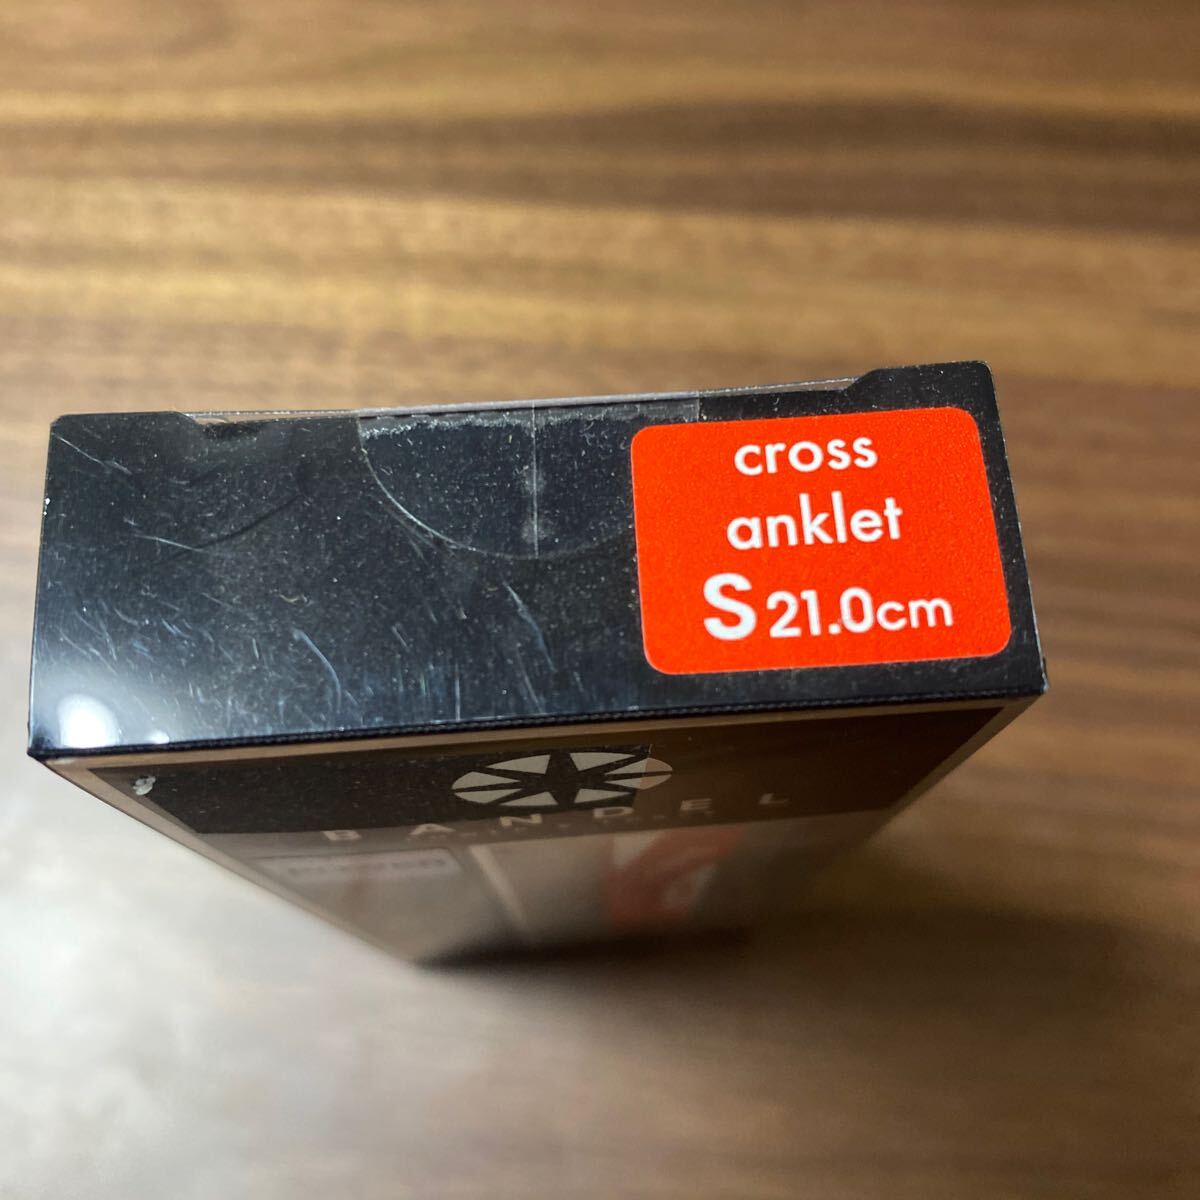 cross
anklet
S 21.0cm
BANDEL